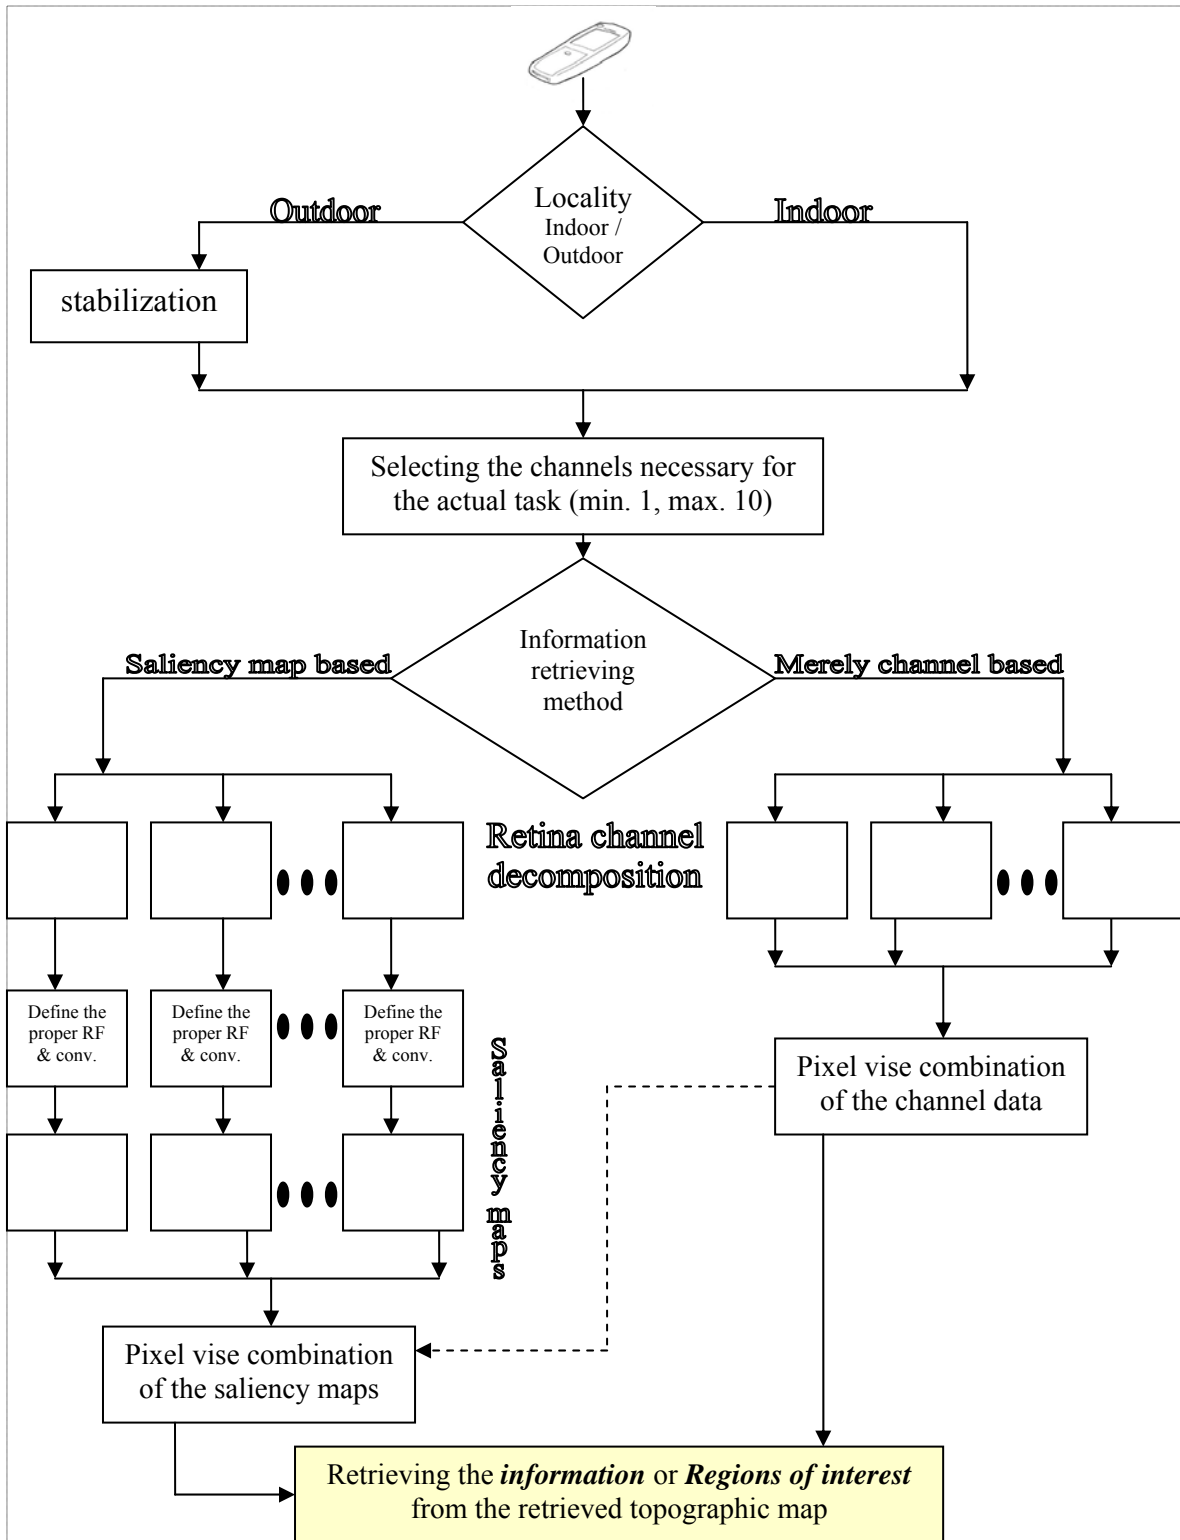 Locality
Indoor /
Outdoor
Outdoor
Indoor
stabilization
Selecting the channels necessary for
the actual task (min. 1, max. 10)
Information
retrieving
method
Saliency map based
Merely channel based
Retina channel
decomposition
Define the
proper RF
& conv.
Define the
proper RF
& conv.
Define the
proper RF
& conv.
Saliency maps
Pixel vise combination
of the channel data
Pixel vise combination
of the saliency maps
Retrieving the information or Regions of interest
from the retrieved topographic map